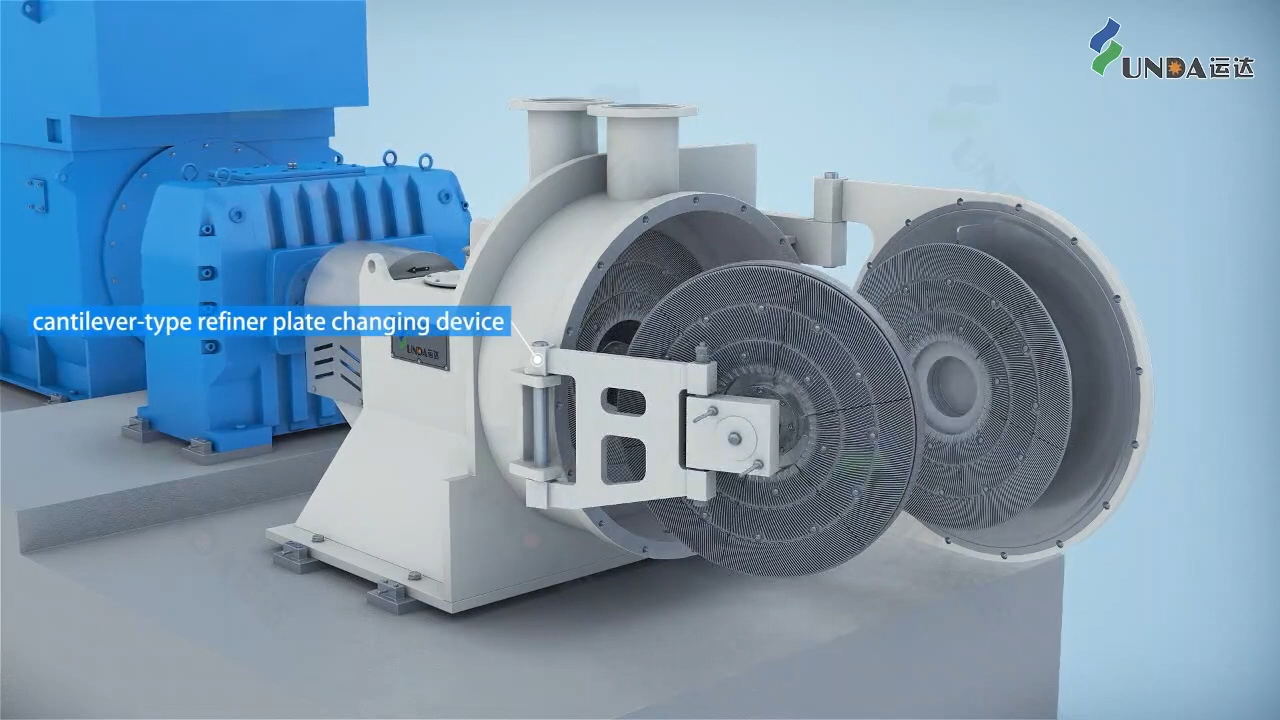 UNDA运达
cantilever-type refiner plate changing device
UNDA运达